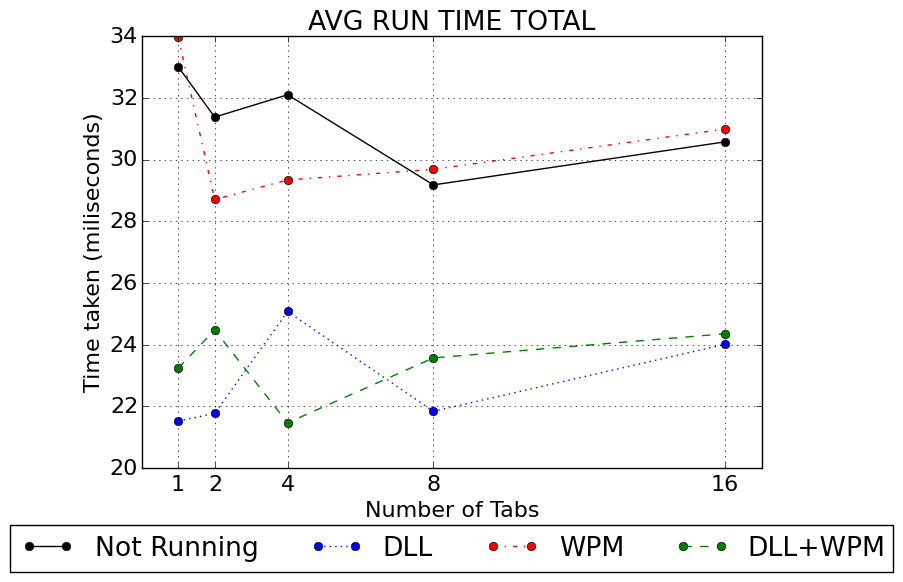 AVG RUN TIME TOTAL
34
32
30
28
26
24
22
20
Time taken (miliseconds)
1 2 4 8 16
Number of Tabs
Not Running DLL WPM DLL+WPM